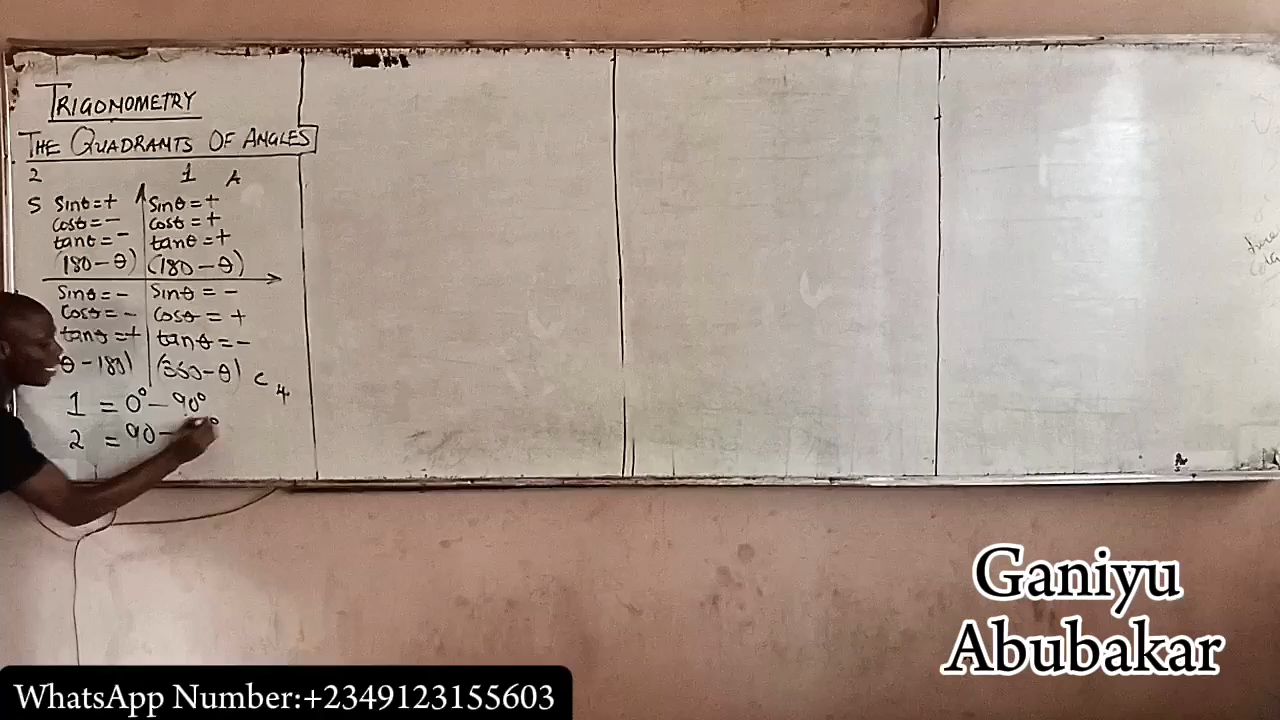 TRIGONOMETRY
THE QUADRANTS OF ANGLES
2 1 A
S sinθ=+ sinθ=+
cosθ=- cosθ=+
tanθ=- tanθ=+
(180-θ) (180-θ)
sinθ=- sinθ=-
cosθ=- cosθ=+
tanθ=+ tanθ=-
θ-180) (360-θ) C 4
1 = 0°-90°
2 = 90-
Ganiyu
Abubakar
WhatsApp Number:+2349123155603